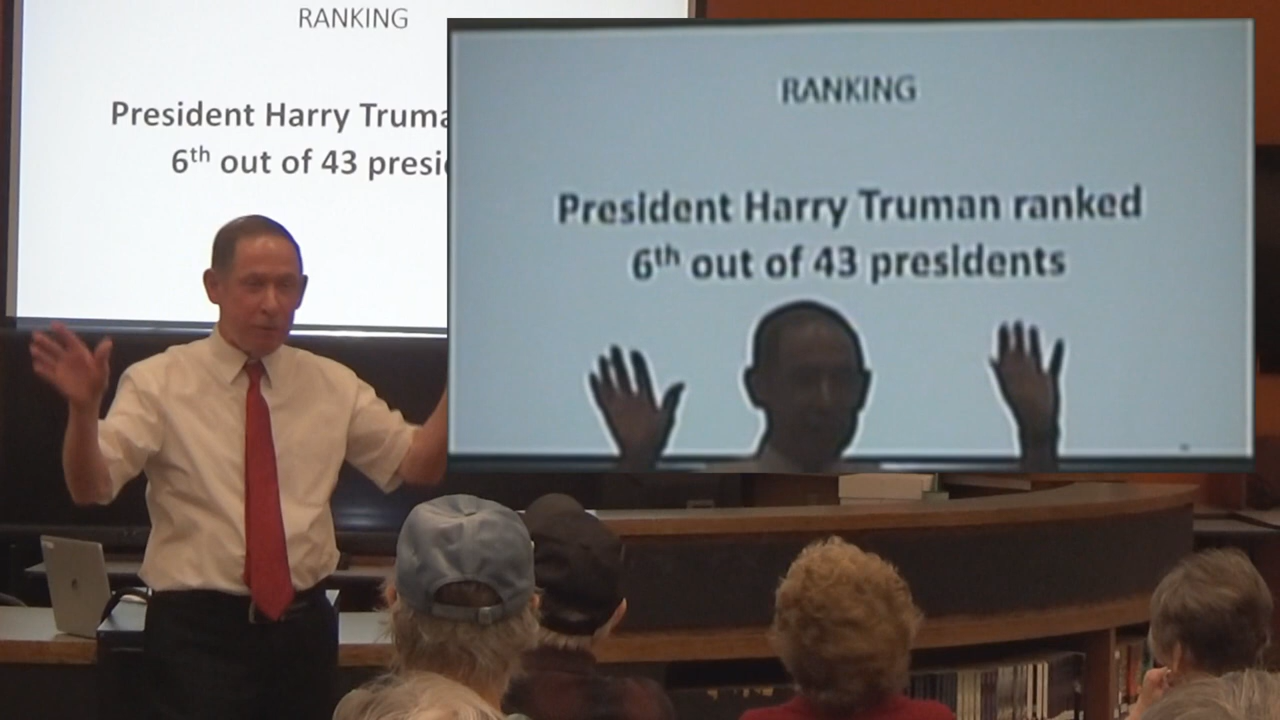 RANKING
President Harry Truma
6th out of 43 presi
RANKING
President Harry Truman ranked
6th out of 43 presidents